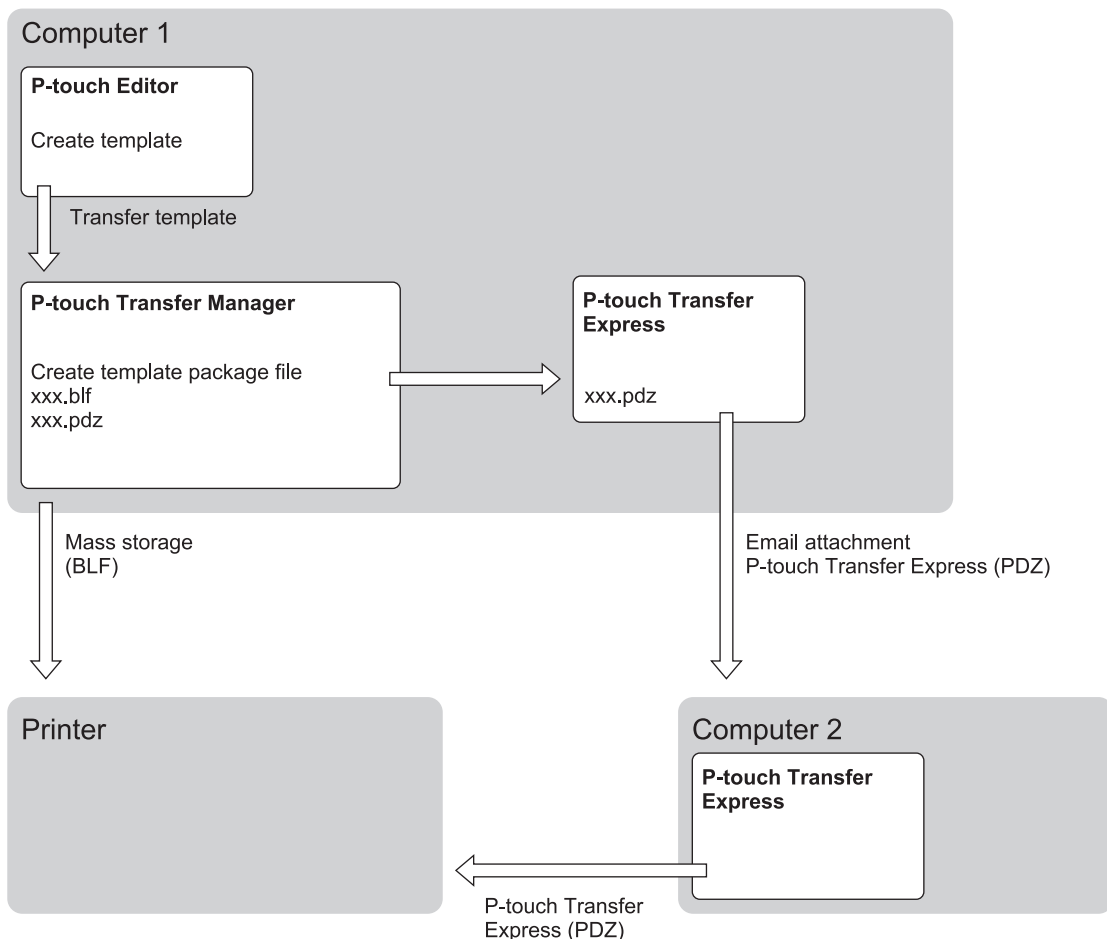 Computer 1
P-touch Editor
Create template
Transfer template
P-touch Transfer Manager
Create template package file
xxx.blf
xxx.pdz
P-touch Transfer
Express
xxx.pdz
Mass storage
(BLF)
Email attachment
P-touch Transfer Express (PDZ)
Printer
Computer 2
P-touch Transfer
Express
P-touch Transfer
Express (PDZ)